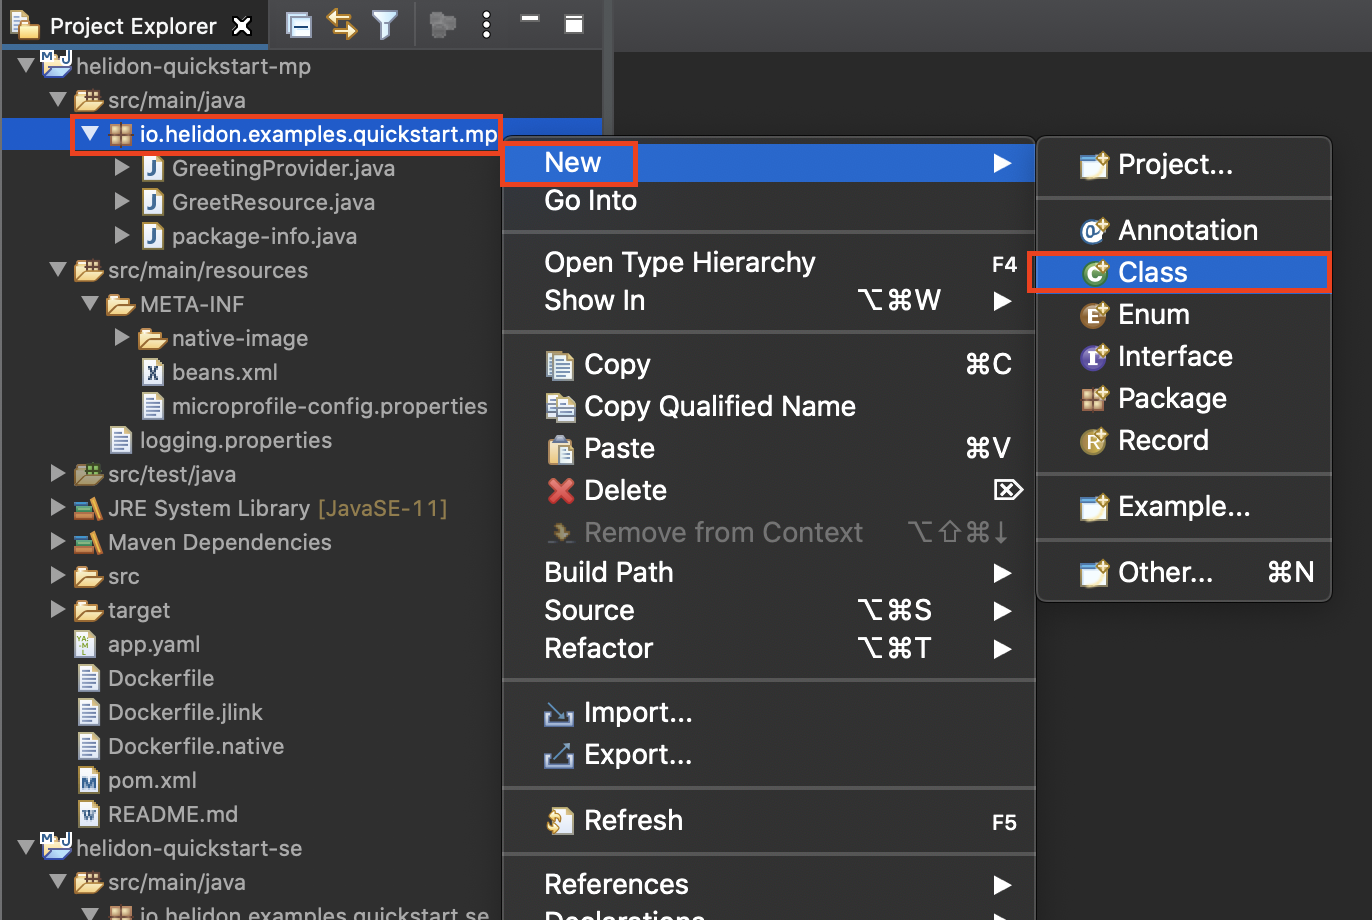 Project Explorer
helidon-quickstart-mp
src/main/java
io.helidon.examples.quickstart.mp
GreetingProvider.java
GreetResource.java
package-info.java
src/main/resources
META-INF
native-image
beans.xml
microprofile-config.properties
logging.properties
src/test/java
JRE System Library [JavaSE-11]
Maven Dependencies
src
target
app.yaml
Dockerfile
Dockerfile.jlink
Dockerfile.native
pom.xml
README.md
helidon-quickstart-se
src/main/java
io.helidon.examples.quickstart.se
New
Go Into
Open Type Hierarchy F4
Show In ⌥⌘W
Copy ⌘C
Copy Qualified Name
Paste ⌘V
Delete ⌦
Remove from Context ⌥⇧⌘↓
Build Path
Source ⌥⌘S
Refactor ⌥⌘T
Import...
Export...
Refresh F5
References
Declarations
Project...
Annotation
Class
Enum
Interface
Package
Record
Example...
Other... ⌘N